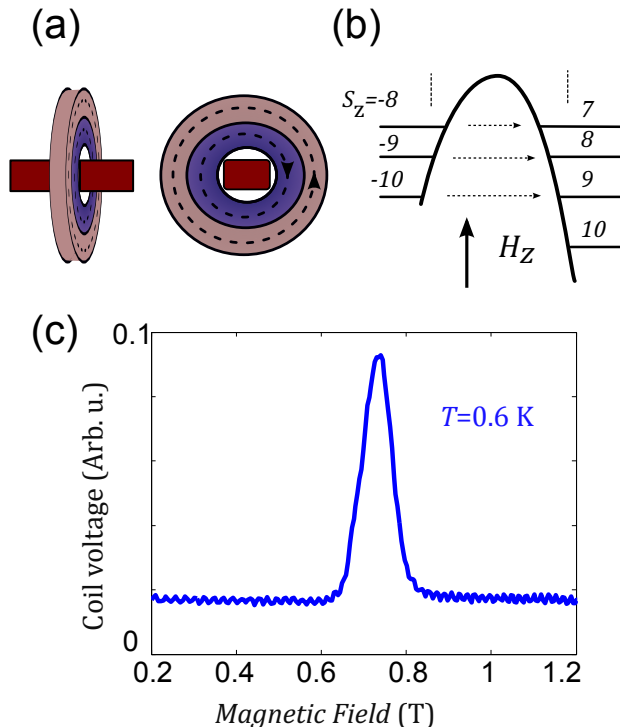 (a)
(b)
S_z=-8
-9
-10
7
8
9
10
H_Z
(c)
0.1
0
Coil voltage (Arb. u.)
T=0.6 K
0.2 0.4 0.6 0.8 1 1.2
Magnetic Field (T)